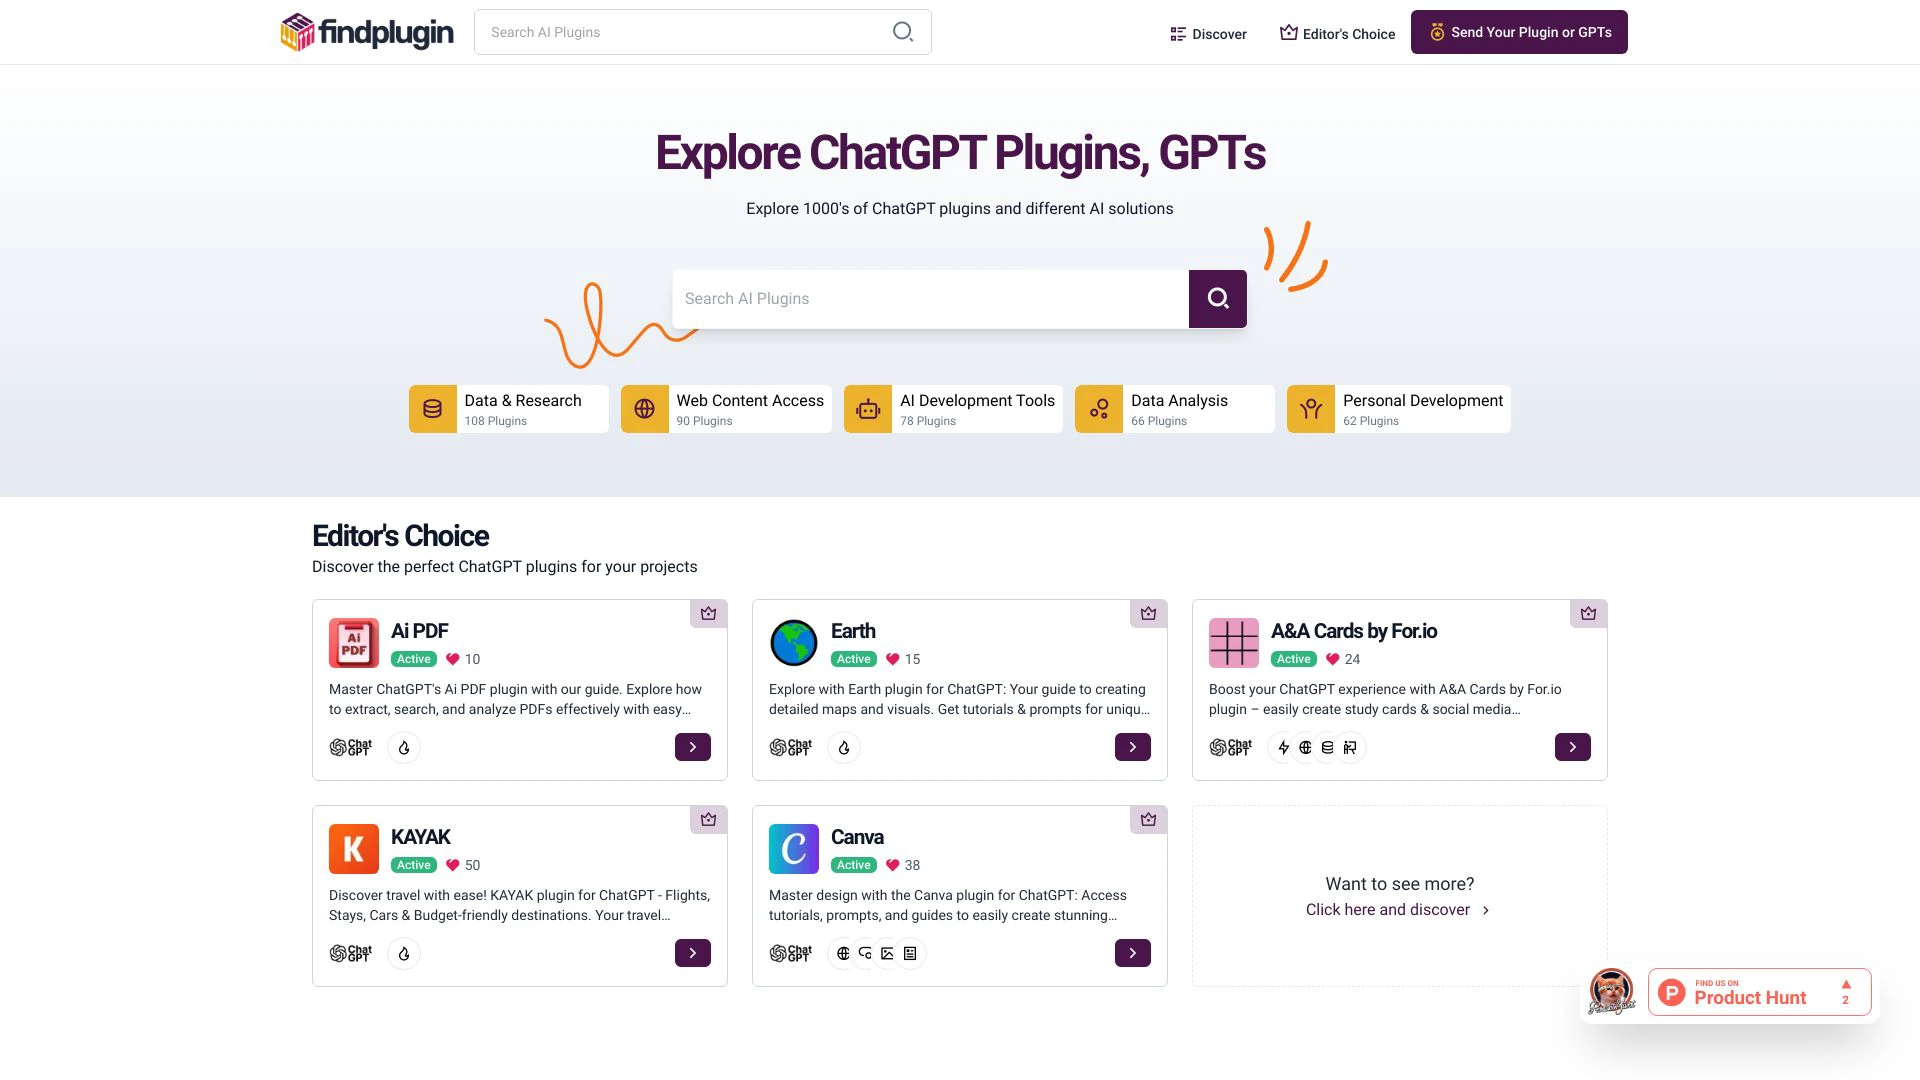 findplugin
Search AI Plugins
Discover
Editor's Choice
Send Your Plugin or GPTs
Explore ChatGPT Plugins, GPTs
Explore 1000's of ChatGPT plugins and different AI solutions
Search AI Plugins
Data & Research
108 Plugins
Web Content Access
90 Plugins
AI Development Tools
78 Plugins
Data Analysis
66 Plugins
Personal Development
62 Plugins
Editor's Choice
Discover the perfect ChatGPT plugins for your projects
Ai
PDF
Ai PDF
Active 10
Master ChatGPT's Ai PDF plugin with our guide. Explore how
to extract, search, and analyze PDFs effectively with easy…
Chat
GPT
Earth
Active 15
Explore with Earth plugin for ChatGPT: Your guide to creating
detailed maps and visuals. Get tutorials & prompts for uniqu…
Chat
GPT
A&A Cards by For.io
Active 24
Boost your ChatGPT experience with A&A Cards by For.io
plugin – easily create study cards & social media…
Chat
GPT
K
KAYAK
Active 50
Discover travel with ease! KAYAK plugin for ChatGPT - Flights,
Stays, Cars & Budget-friendly destinations. Your travel…
Chat
GPT
C
Canva
Active 38
Master design with the Canva plugin for ChatGPT: Access
tutorials, prompts, and guides to easily create stunning…
Chat
GPT
Want to see more?
Click here and discover
P
FIND US ON
Product Hunt
2